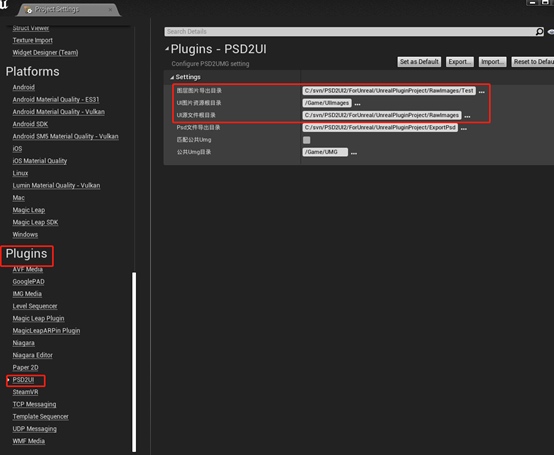 Project Settings
Struct Viewer
Texture Import
Widget Designer (Team)
Platforms
Android
Android Material Quality - ES31
Android Material Quality - Vulkan
Android SDK
Android SM5 Material Quality - Vulkan
iOS
iOS Material Quality
Linux
Lumin Material Quality - Vulkan
Mac
Magic Leap
Magic Leap SDK
Windows
Plugins
AVF Media
GooglePAD
IMG Media
Level Sequencer
Magic Leap Plugin
MagicLeapARPin Plugin
Niagara
Niagara Editor
Paper 2D
PSD2UI
SteamVR
TCP Messaging
Template Sequencer
UDP Messaging
WMF Media
Search Details
Plugins - PSD2UI
Configure PSD2UMG setting
Set as Default
Export...
Import...
Reset to Defau
Settings
图层图片导出目录 C:/svn/PSD2UI2/ForUnreal/UnrealPluginProject/RawImages/Test ...
UI图片资源根目录 /Game/UIImages ...
UI源文件根目录 C:/svn/PSD2UI2/ForUnreal/UnrealPluginProject/RawImages ...
Psd文件导出目录 C:/svn/PSD2UI2/ForUnreal/UnrealPluginProject/ExportPsd ...
匹配公共Umg
公共Umg目录 /Game/UMG ...